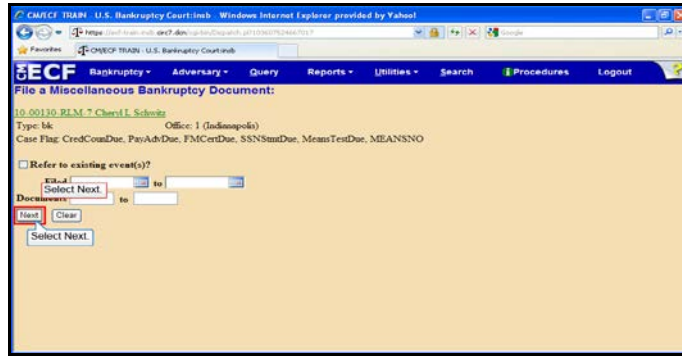 CM/ECF TRAIN - U.S. Bankruptcy Court:insb - Windows Internet Explorer provided by Yahoo!
Google
Favorites CM/ECF TRAIN - U.S. Bankruptcy Court:insb
ECF Bankruptcy Adversary Query Reports Utilities Search Procedures Logout
File a Miscellaneous Bankruptcy Document:
10-00130-RLM-7 Cheryl L Schwitz
Type: bk Office: 1 (Indianapolis)
Case Flag: CredCounDue, PayAdvDue, FMCertDue, SSNStmtDue, MeansTestDue, MEANSNO
Refer to existing event(s)?
Filed to
Select Next.
Documents to
Next Clear
Select Next.